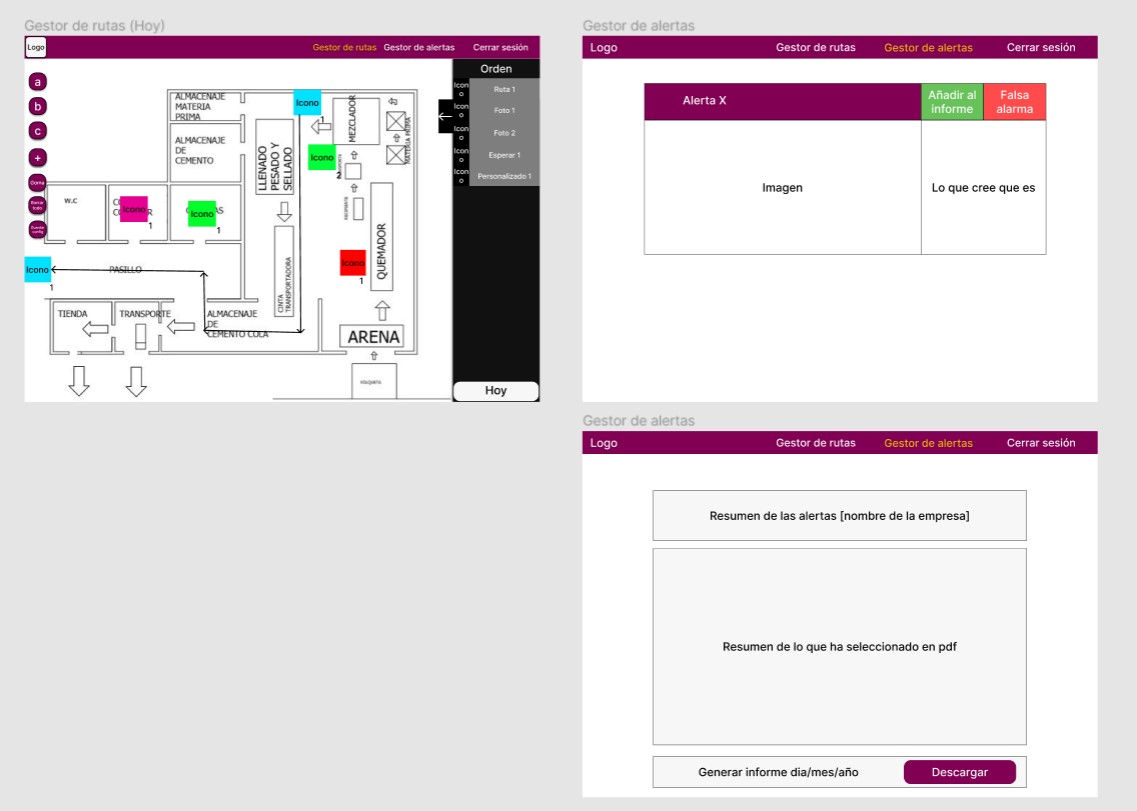 Gestor de rutas (Hoy)
Logo
Gestor de rutas
Gestor de alertas
Cerrar sesión
a
b
c
+
Borrar
ALMACENAJE
MATERIA
PRIMA
ALMACENAJE
DE
CEMENTO
W.C
Icono
1
Icono
1
LLENADO
PESADO Y
SELLADO
Icono
1
Icono
2
MEZCLADOR
MATERIA PRIMA
RECIPIENTE
QUEMADOR
Icono
1
CINTA
TRANSPORTADORA
Icono
1
PASILLO
TIENDA
TRANSPORTE
ALMACENAJE
DE
CEMENTO COLA
ARENA
Orden
Icono
Ruta 1
Icono
Foto 1
Icono
Foto 2
Icono
Esperar 1
Icono
Personalizado 1
Hoy
Gestor de alertas
Logo
Gestor de rutas
Gestor de alertas
Cerrar sesión
Alerta X
Añadir al
informe
Falsa
alarma
Imagen
Lo que cree que es
Gestor de alertas
Logo
Gestor de rutas
Gestor de alertas
Cerrar sesión
Resumen de las alertas [nombre de la empresa]
Resumen de lo que ha seleccionado en pdf
Generar informe dia/mes/año
Descargar